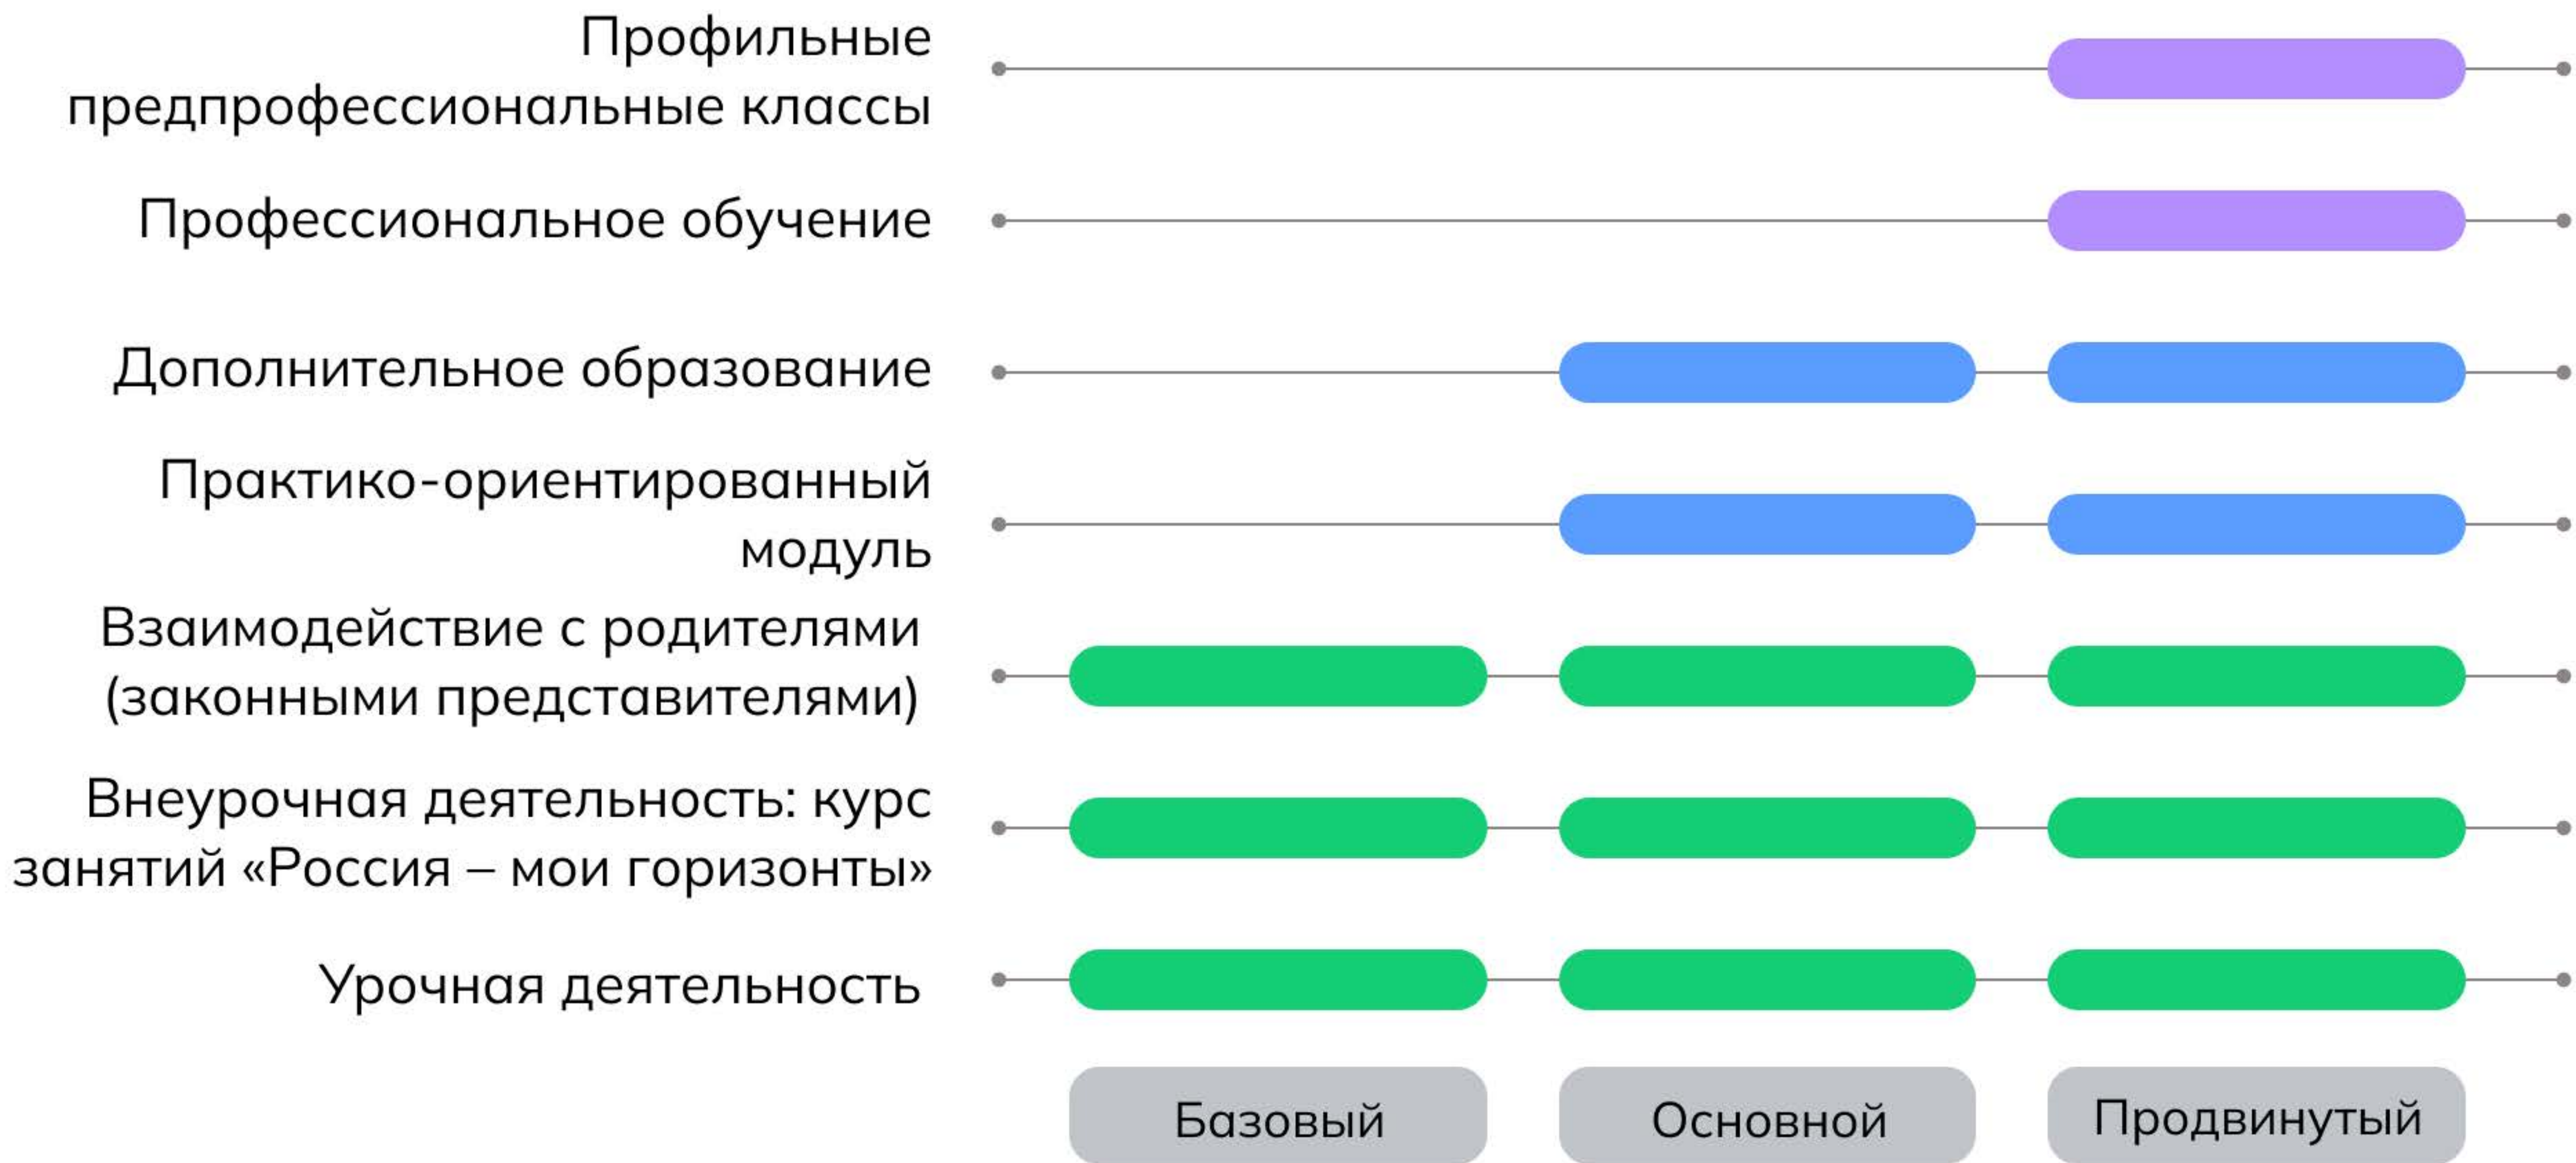 Профильные
предпрофессиональные классы
Профессиональное обучение
Дополнительное образование
Практико-ориентированный
модуль
Взаимодействие с родителями
(законными представителями)
Внеурочная деятельность: курс
занятий «Россия – мои горизонты»
Урочная деятельность
Базовый
Основной
Продвинутый